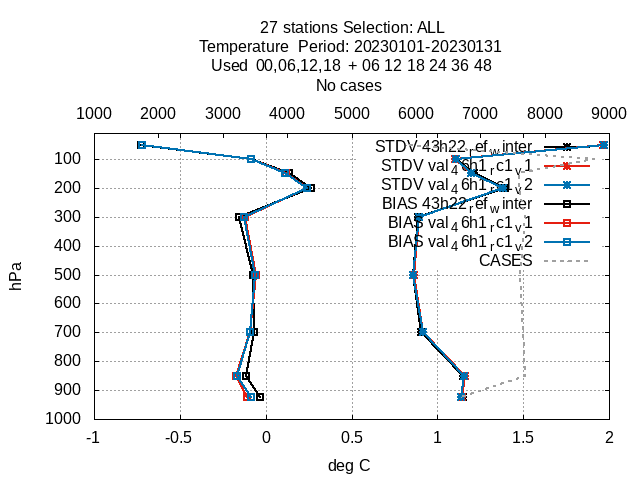 27 stations Selection: ALL
Temperature Period: 20230101-20230131
Used 00,06,12,18 + 06 12 18 24 36 48
No cases
1000 2000 3000 4000 5000 6000 7000 8000 9000
STDV 43h22_ref_winter
STDV val_46h1_rc1_v1
STDV val_46h1_rc1_v2
BIAS 43h22_ref_winter
BIAS val_46h1_rc1_v1
BIAS val_46h1_rc1_v2
CASES
100
200
300
400
500
600
700
800
900
1000
hPa
-1 -0.5 0 0.5 1 1.5 2
deg C